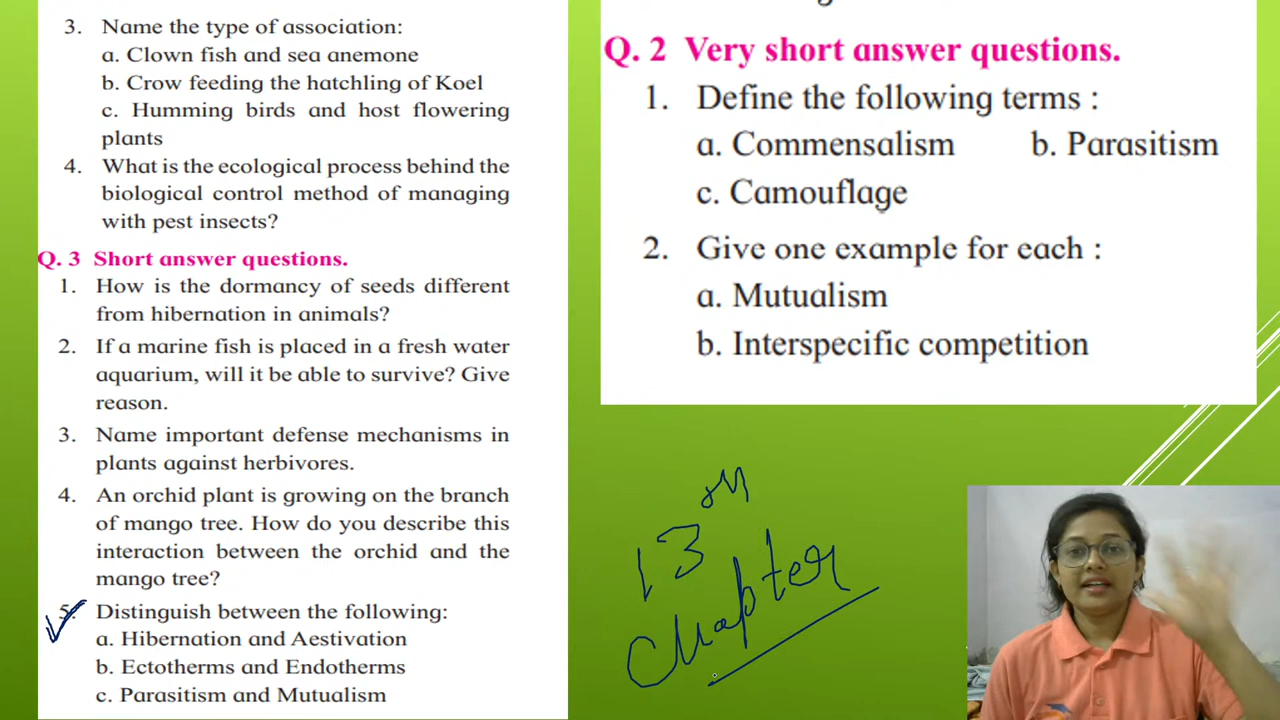 3. Name the type of association:
a. Clown fish and sea anemone
b. Crow feeding the hatchling of Koel
c. Humming birds and host flowering
plants
4. What is the ecological process behind the
biological control method of managing
with pest insects?
Q. 3 Short answer questions.
1. How is the dormancy of seeds different
from hibernation in animals?
2. If a marine fish is placed in a fresh water
aquarium, will it be able to survive? Give
reason.
3. Name important defense mechanisms in
plants against herbivores.
4. An orchid plant is growing on the branch
of mango tree. How do you describe this
interaction between the orchid and the
mango tree?
5. Distinguish between the following:
a. Hibernation and Aestivation
b. Ectotherms and Endotherms
c. Parasitism and Mutualism
Q. 2 Very short answer questions.
1. Define the following terms :
a. Commensalism b. Parasitism
c. Camouflage
2. Give one example for each :
a. Mutualism
b. Interspecific competition
13th
Chapter